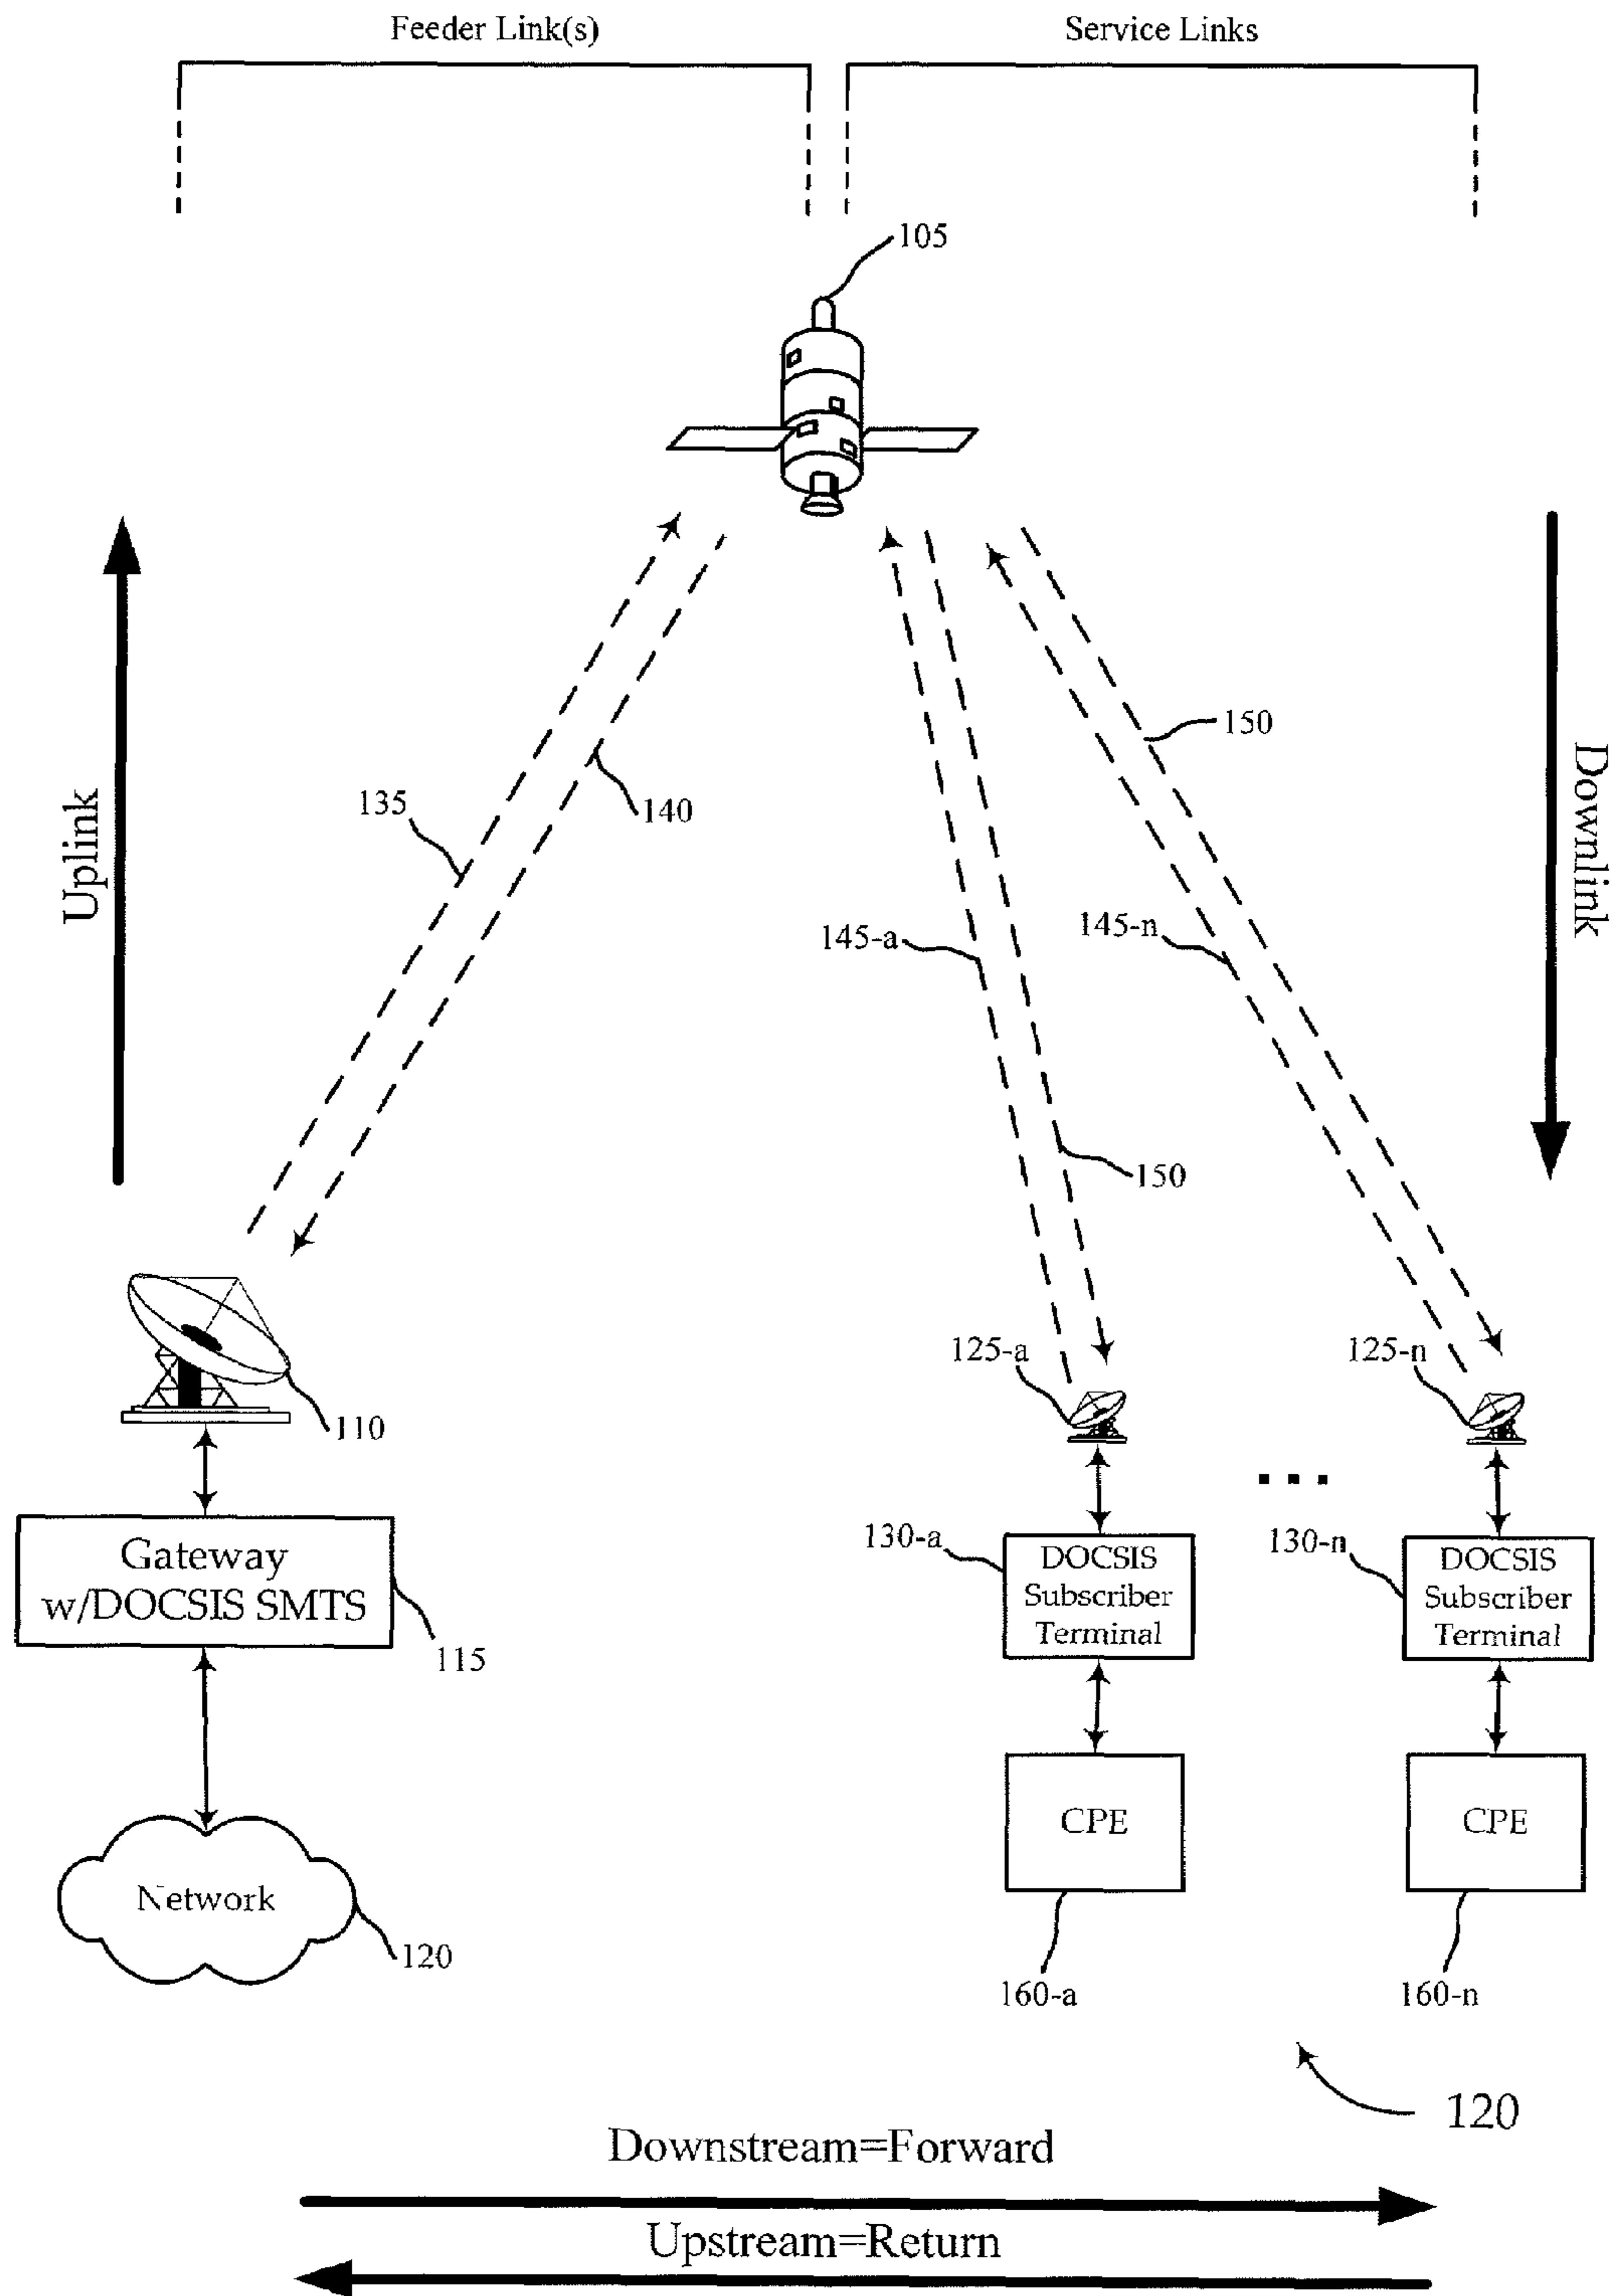 Feeder Link(s)
Service Links
105
150
135
140
Uplink
Downlink
145-a
145-n
150
125-a
125-n
110
130-a
130-n
Gateway
w/DOCSIS SMTS
DOCSIS
Subscriber
Terminal
DOCSIS
Subscriber
Terminal
115
CPE
CPE
Network
120
160-a
160-n
120
Downstream=Forward
Upstream=Return